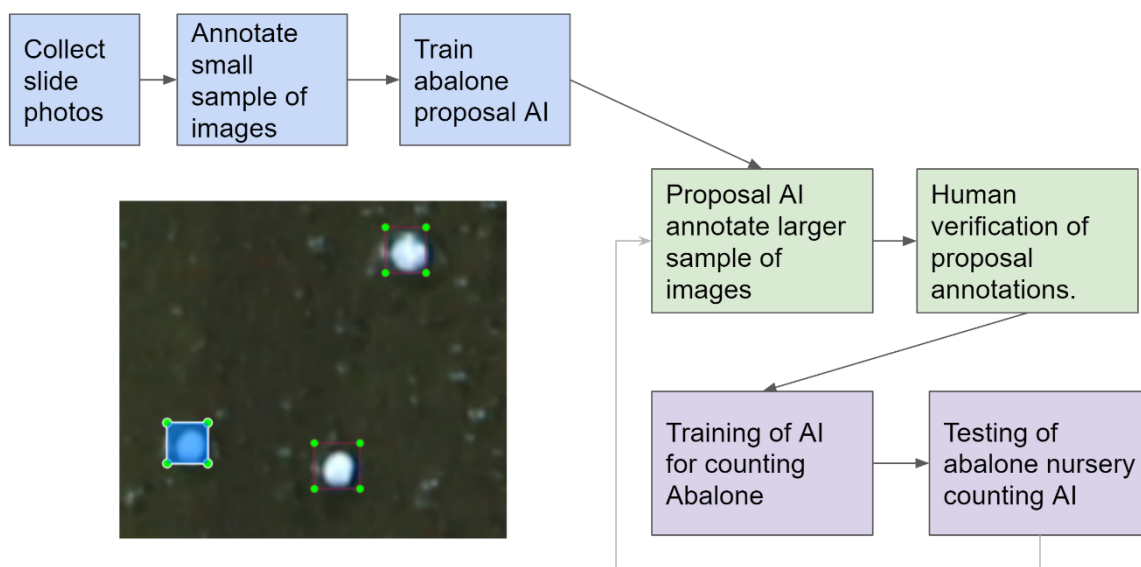 Collect
slide
photos
Annotate
small
sample of
images
Train
abalone
proposal AI
Proposal AI
annotate larger
sample of
images
Human
verification of
proposal
annotations.
Training of AI
for counting
Abalone
Testing of
abalone nursery
counting AI